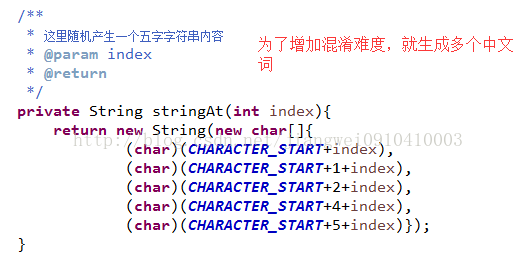 /**
 * 这里随机产生一个五字字符串内容
 * @param index
 * @return
 */
为了增加混淆难度，就生成多个中文
词
private String stringAt(int index){
    return new String(new char[]{
            (char)(CHARACTER_START+index),
            (char)(CHARACTER_START+1+index),
            (char)(CHARACTER_START+2+index),
            (char)(CHARACTER_START+4+index),
            (char)(CHARACTER_START+5+index)});
}